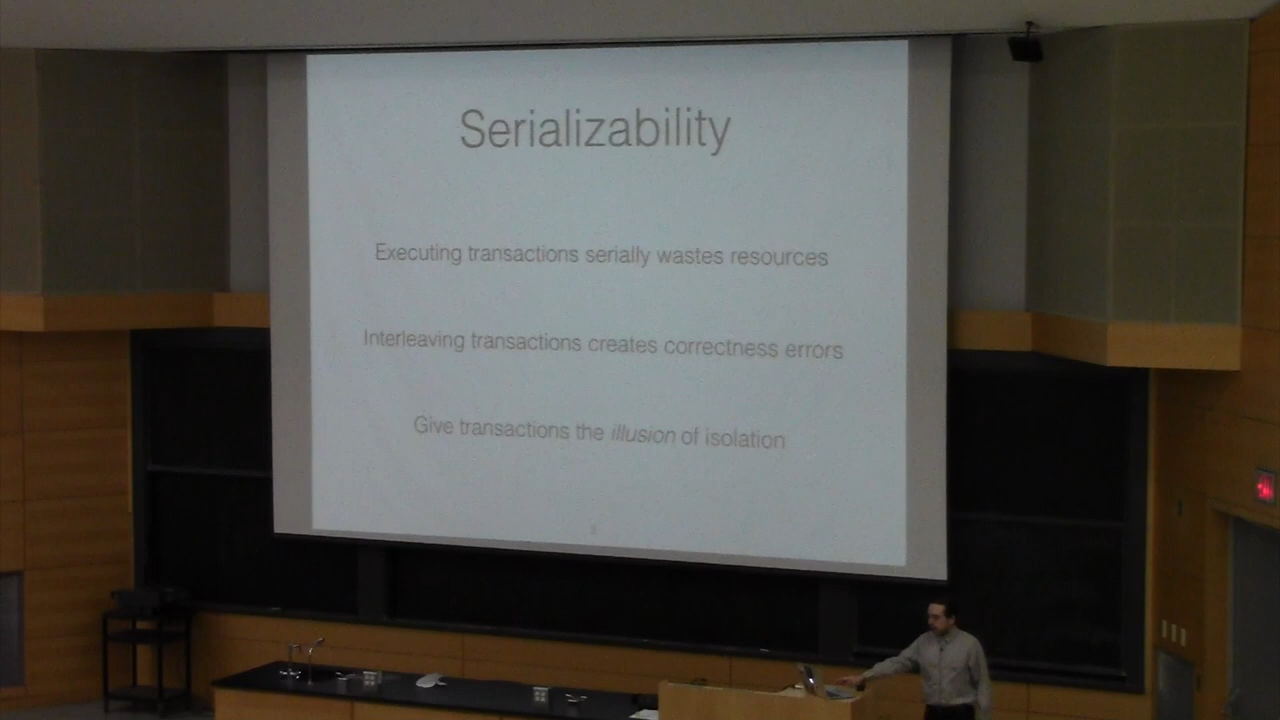 Serializability
Executing transactions serially wastes resources
Interleaving transactions creates correctness errors
Give transactions the illusion of isolation